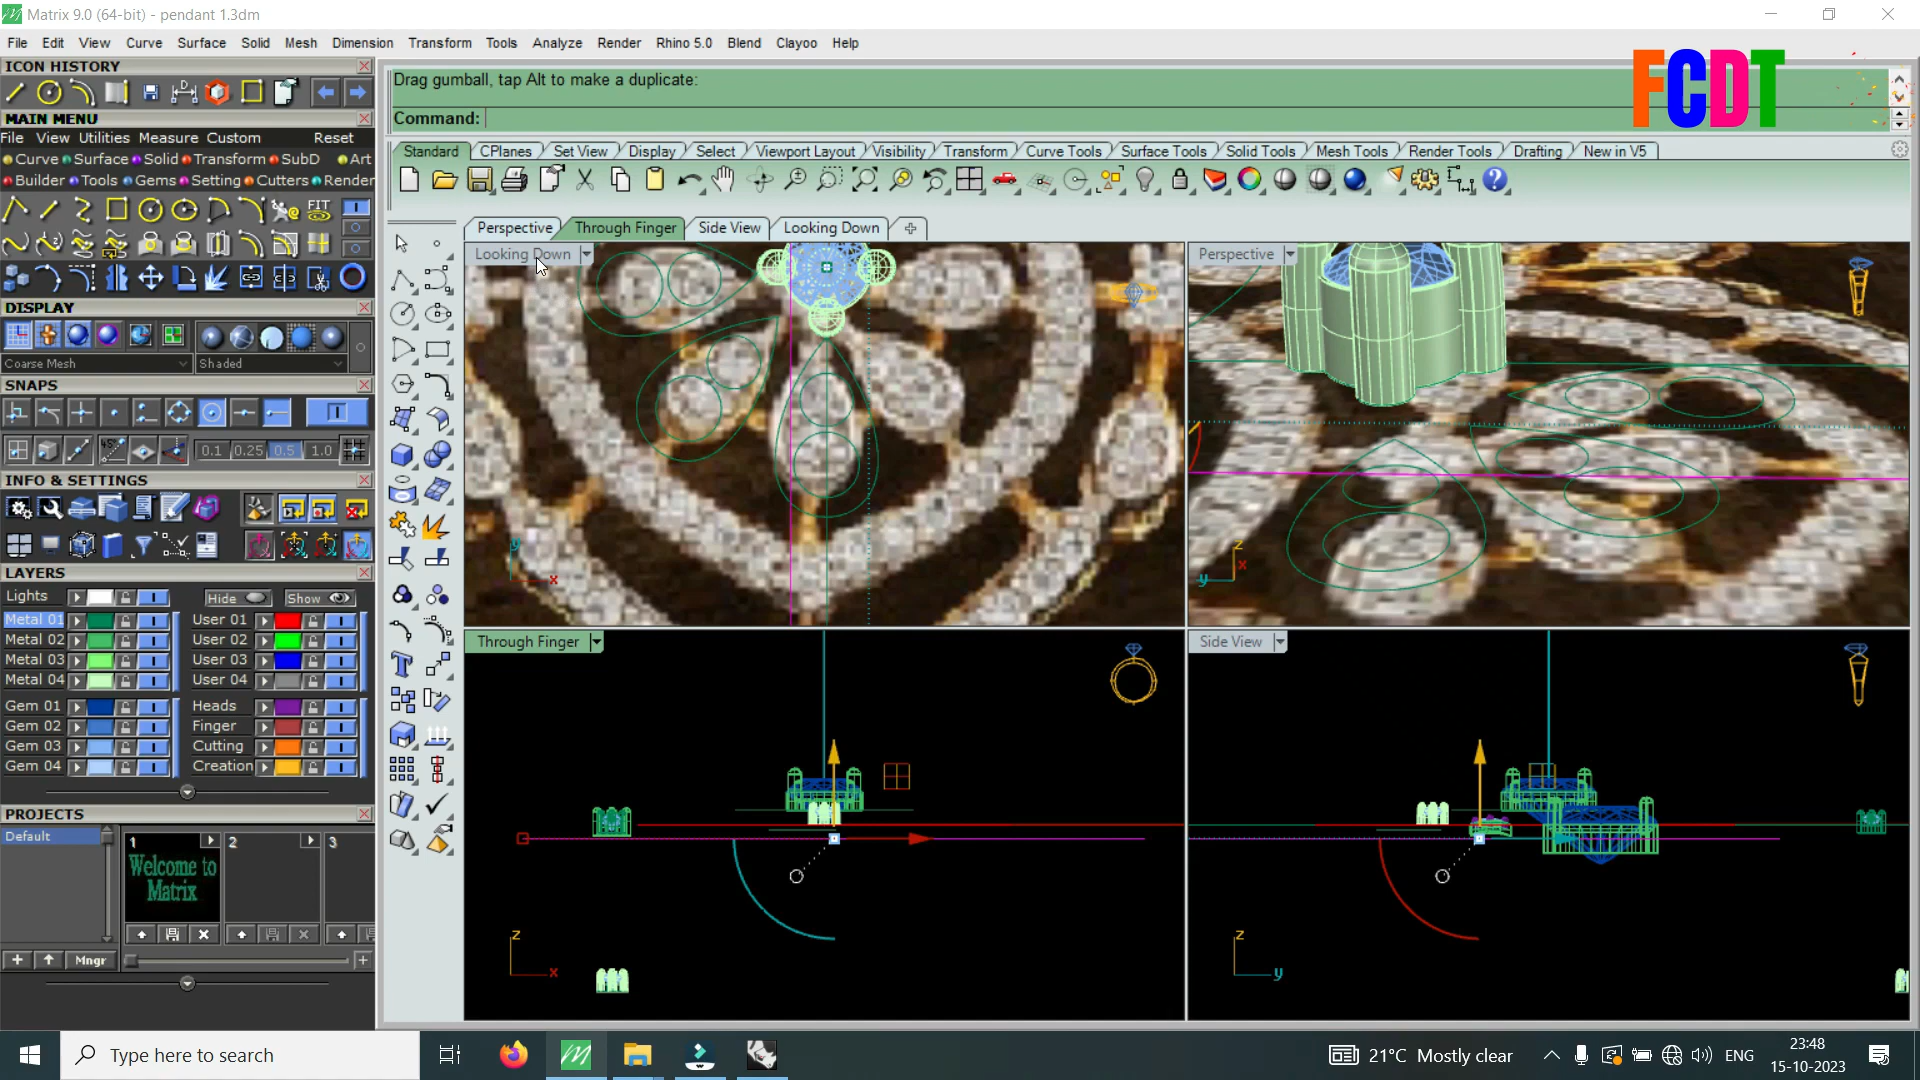 Matrix 9.0 (64-bit) - pendant 1.3dm
File Edit View Curve Surface Solid Mesh Dimension Transform Tools Analyze Render Rhino 5.0 Blend Clayoo Help
ICON HISTORY
MAIN MENU
File View Utilities Measure Custom Reset
Curve Surface Solid Transform SubD Art
Builder Tools Gems Setting Cutters Render
FIT
DISPLAY
Coarse Mesh Shaded
SNAPS
0.1 0.25 0.5 1.0
INFO & SETTINGS
LAYERS
Lights Hide Show
Metal 01 User 01
Metal 02 User 02
Metal 03 User 03
Metal 04 User 04
Gem 01 Heads
Gem 02 Finger
Gem 03 Cutting
Gem 04 Creation
PROJECTS
Default 1 2 3
Welcome to
Matrix
Mngr
Drag gumball, tap Alt to make a duplicate:
Command:
FCDT
Standard CPlanes Set View Display Select Viewport Layout Visibility Transform Curve Tools Surface Tools Solid Tools Mesh Tools Render Tools Drafting New in V5
Perspective Through Finger Side View Looking Down
Looking Down
y x
Perspective
z x y
Through Finger
z x
Side View
z y
Type here to search
21°C Mostly clear
ENG
23:48
15-10-2023